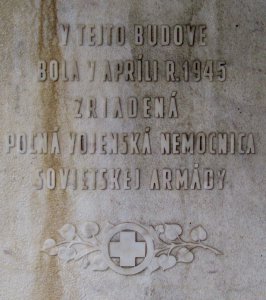 V TEJTO BUDOVE
BOLA V APRÍLI R. 1945
ZRIADENÁ
POĽNÁ VOJENSKÁ NEMOCNICA
SOVIETSKEJ ARMÁDY